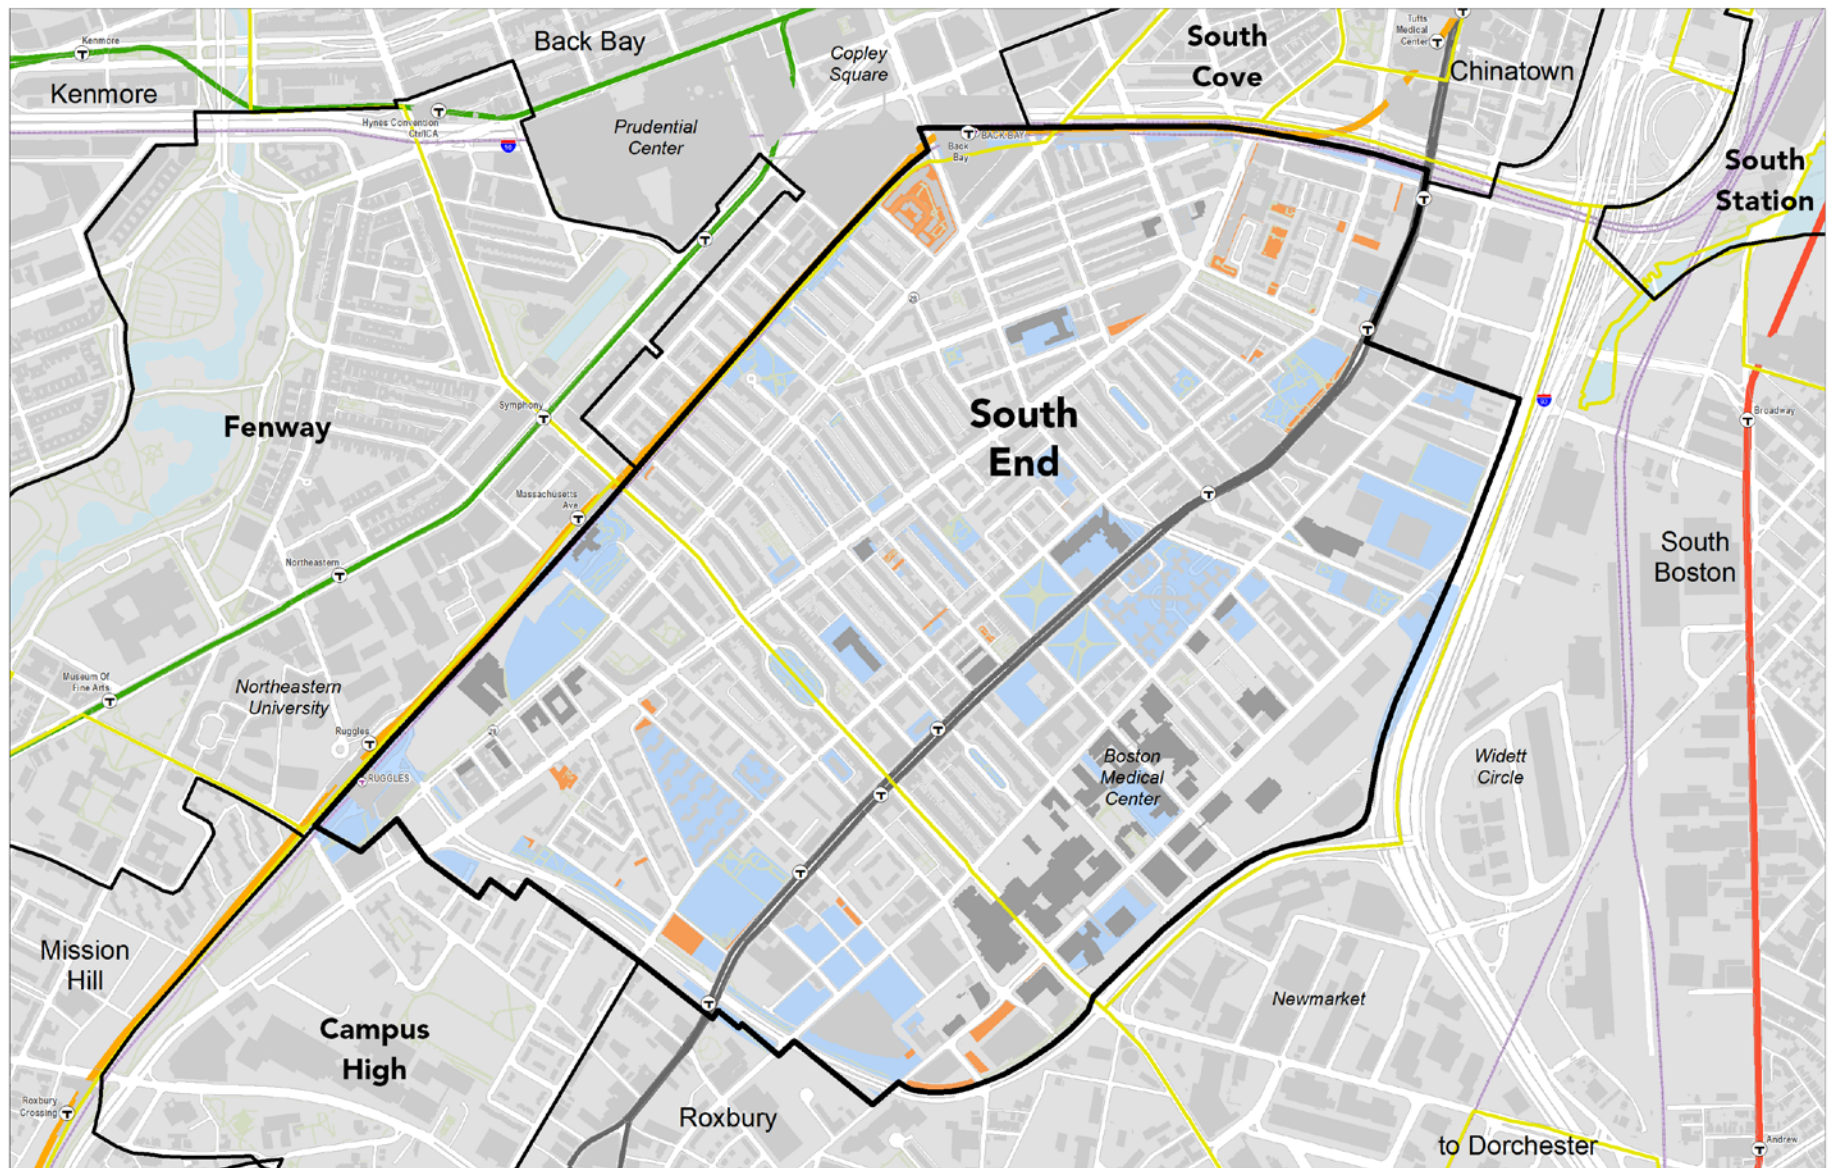 Kenmore
Back Bay
Copley
Square
South
Cove
Tufts
Medical
Center
Chinatown
Kenmore
Hynes Convention
Ctr/ICA
Prudential
Center
BACK BAY
Back
Bay
South
Station
28
Symphony
Fenway
South
End
Broadway
Massachusetts
Ave
South
Boston
Northeastern
Museum Of
Fine Arts
Northeastern
University
Ruggles
RUGGLES
28
Boston
Medical
Center
Widett
Circle
Mission
Hill
Newmarket
Campus
High
Roxbury
Crossing
Roxbury
to Dorchester
Andrew